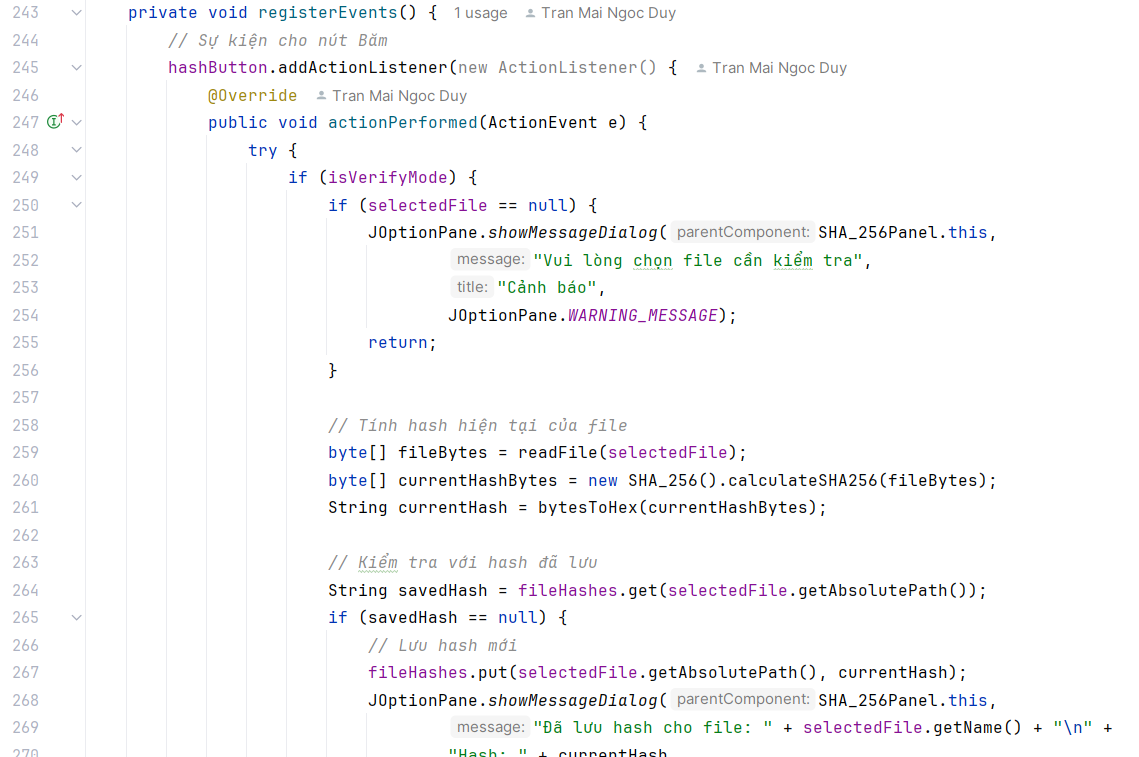 243 private void registerEvents() { 1 usage Tran Mai Ngoc Duy
244 // Sự kiện cho nút Băm
245 hashButton.addActionListener(new ActionListener() { Tran Mai Ngoc Duy
246 @Override Tran Mai Ngoc Duy
247 public void actionPerformed(ActionEvent e) {
248 try {
249 if (isVerifyMode) {
250 if (selectedFile == null) {
251 JOptionPane.showMessageDialog( parentComponent: SHA_256Panel.this,
252 message: "Vui lòng chọn file cần kiểm tra",
253 title: "Cảnh báo",
254 JOptionPane.WARNING_MESSAGE);
255 return;
256 }
257
258 // Tính hash hiện tại của file
259 byte[] fileBytes = readFile(selectedFile);
260 byte[] currentHashBytes = new SHA_256().calculateSHA256(fileBytes);
261 String currentHash = bytesToHex(currentHashBytes);
262
263 // Kiểm tra với hash đã lưu
264 String savedHash = fileHashes.get(selectedFile.getAbsolutePath());
265 if (savedHash == null) {
266 // Lưu hash mới
267 fileHashes.put(selectedFile.getAbsolutePath(), currentHash);
268 JOptionPane.showMessageDialog( parentComponent: SHA_256Panel.this,
269 message: "Đã lưu hash cho file: " + selectedFile.getName() + "\n" +
270 "Hash: " + currentHash